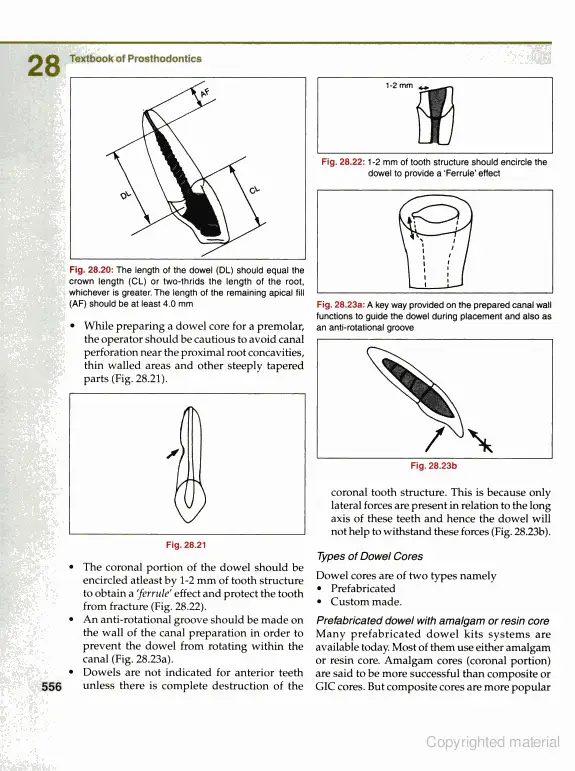 28
Textbook of Prosthodontics
AF
DL
CL
Fig. 28.20: The length of the dowel (DL) should equal the
crown length (CL) or two-thrids the length of the root,
whichever is greater. The length of the remaining apical fill
(AF) should be at least 4.0 mm
• While preparing a dowel core for a premolar,
the operator should be cautious to avoid canal
perforation near the proximal root concavities,
thin walled areas and other steeply tapered
parts (Fig. 28.21).
Fig. 28.21
• The coronal portion of the dowel should be
encircled atleast by 1-2 mm of tooth structure
to obtain a 'ferrule' effect and protect the tooth
from fracture (Fig. 28.22).
• An anti-rotational groove should be made on
the wall of the canal preparation in order to
prevent the dowel from rotating within the
canal (Fig. 28.23a).
• Dowels are not indicated for anterior teeth
unless there is complete destruction of the
556
1-2 mm
Fig. 28.22: 1-2 mm of tooth structure should encircle the
dowel to provide a 'Ferrule' effect
Fig. 28.23a: A key way provided on the prepared canal wall
functions to guide the dowel during placement and also as
an anti-rotational groove
Fig. 28.23b
coronal tooth structure. This is because only
lateral forces are present in relation to the long
axis of these teeth and hence the dowel will
not help to withstand these forces (Fig. 28.23b).
Types of Dowel Cores
Dowel cores are of two types namely
• Prefabricated
• Custom made.
Prefabricated dowel with amalgam or resin core
Many prefabricated dowel kits systems are
available today. Most of them use either amalgam
or resin core. Amalgam cores (coronal portion)
are said to be more successful than composite or
GIC cores. But composite cores are more popular
Copyrighted material